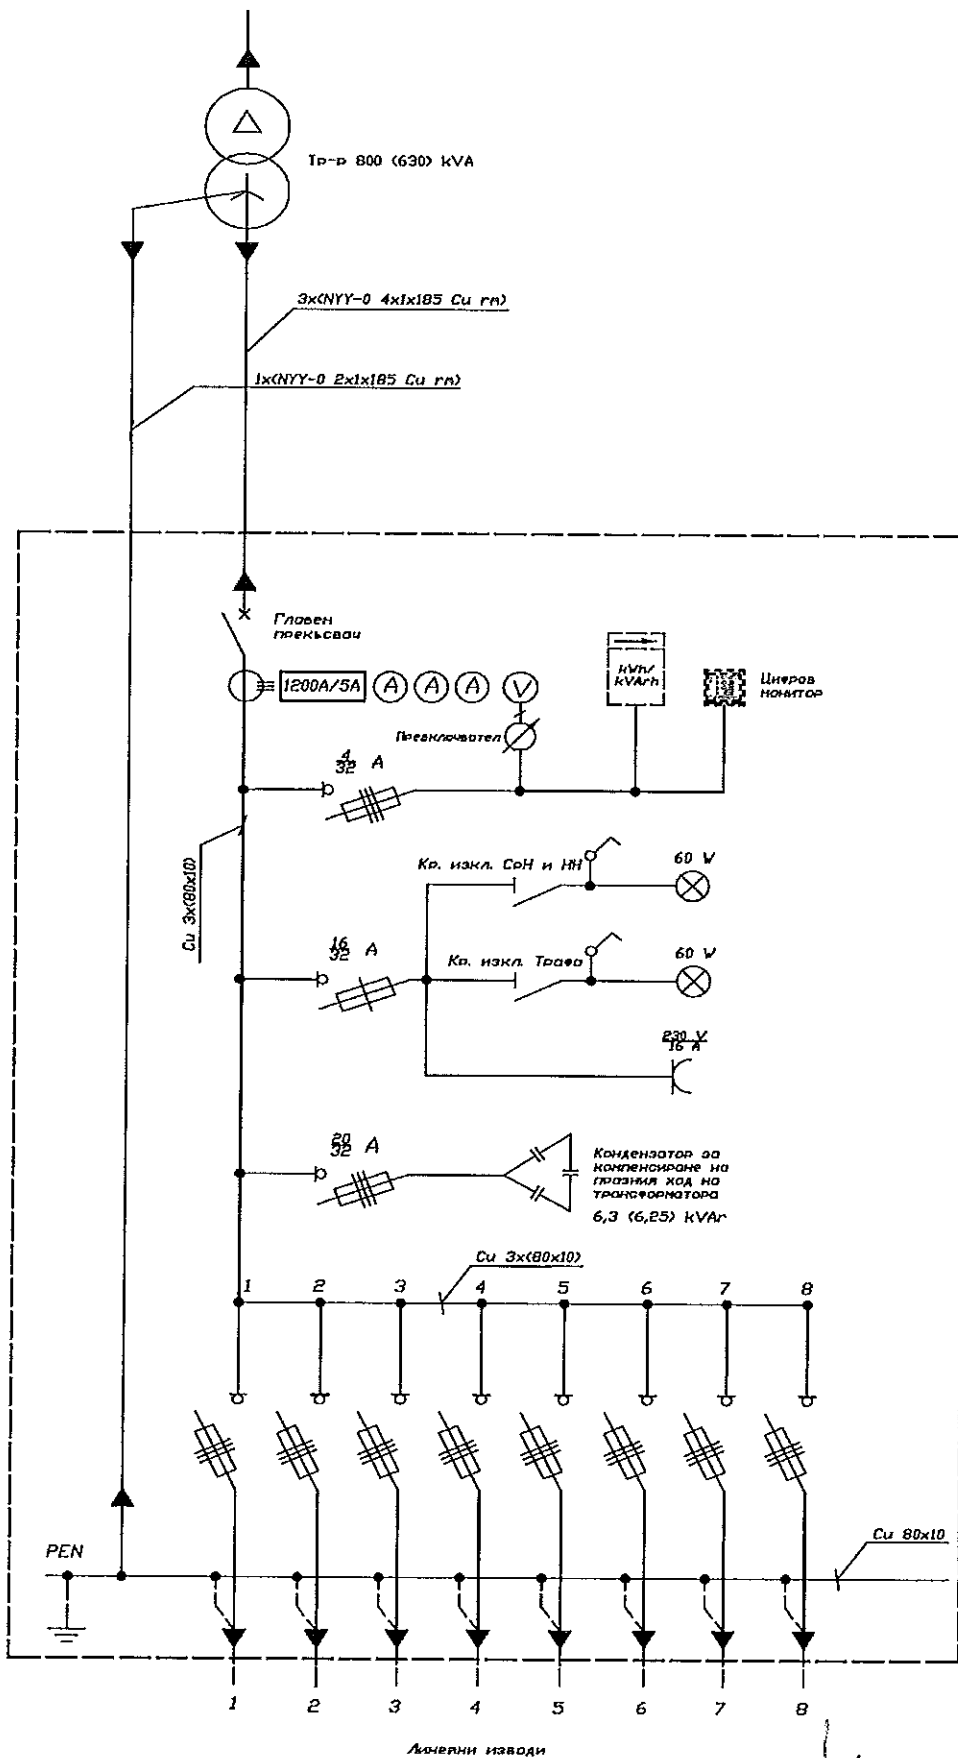 Тр-р 800 (630) kVA
3x(NYY-0 4x1x185 Cu rm)
1x(NYY-0 2x1x185 Cu rm)
Главен
прекъсвач
1200A/5A
A
A
A
V
kWh/
kVArh
Цифров
монитор
Превключвател
4/32 A
Cu 3x(80x10)
Кр. изкл. СрН и НН
60 W
16/32 A
Кр. изкл. Трафо
60 W
230 V
16 A
20/32 A
Кондензатор за
компенсиране на
празния ход на
трансформатора
6,3 (6,25) kVAr
Cu 3x(80x10)
1 2 3 4 5 6 7 8
Cu 80x10
PEN
1 2 3 4 5 6 7 8
Линейни изводи